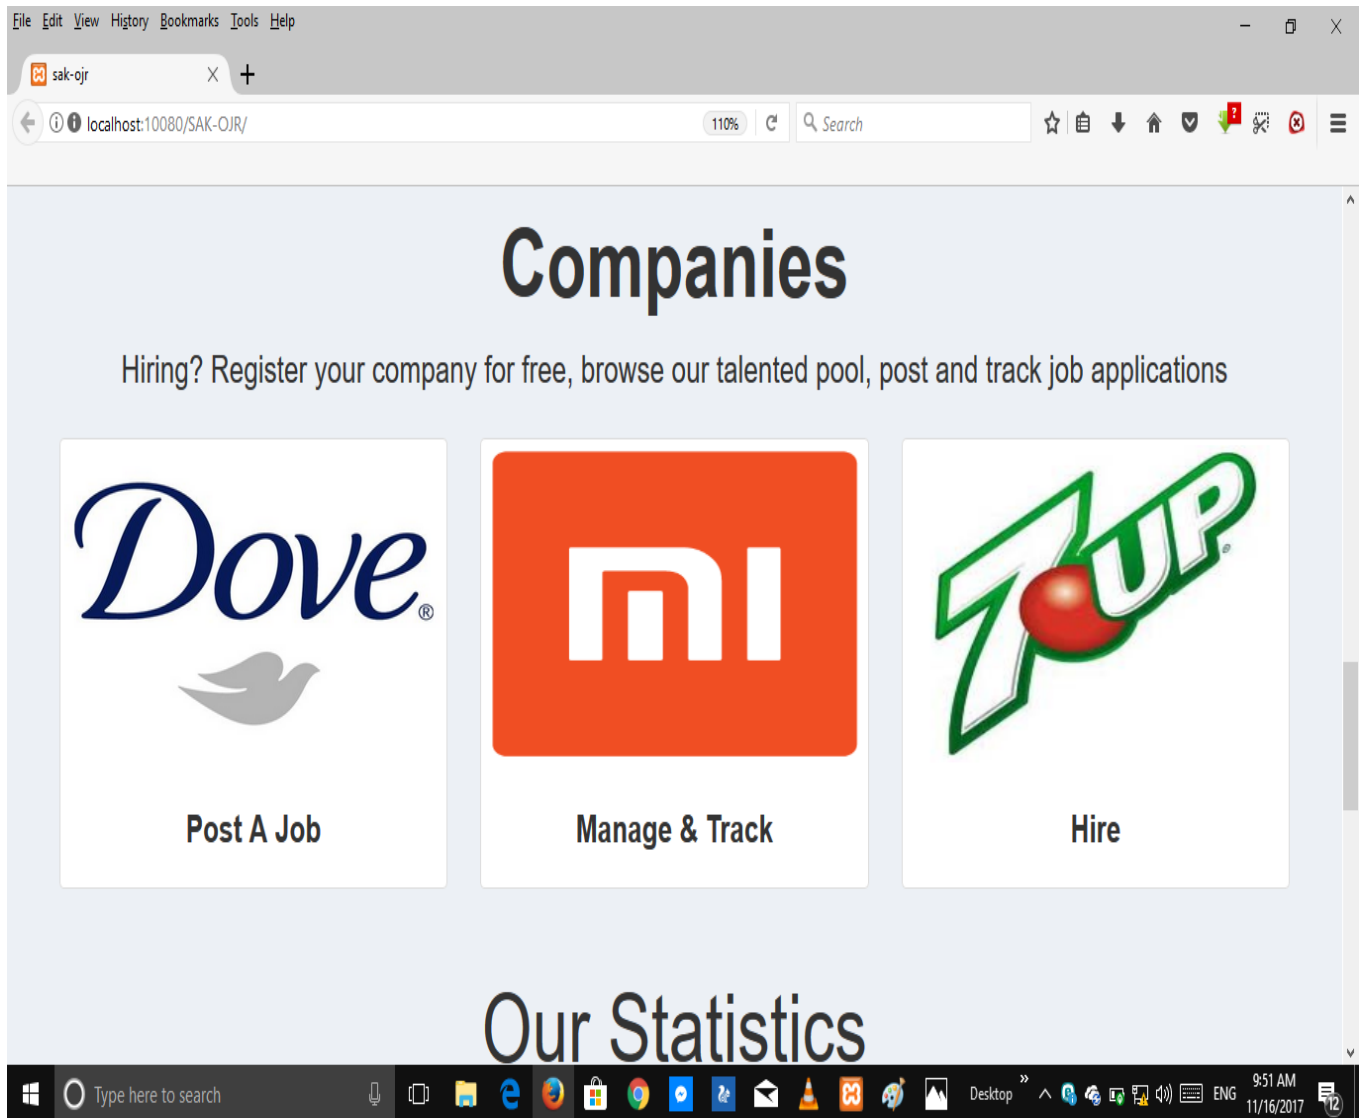 File Edit View History Bookmarks Tools Help
sak-ojr
localhost:10080/SAK-OJR/
110%
Search
?
Companies
Hiring? Register your company for free, browse our talented pool, post and track job applications
Dove®
mi
7UP®
Post A Job
Manage & Track
Hire
Our Statistics
Type here to search
Desktop
ENG
9:51 AM
11/16/2017
12